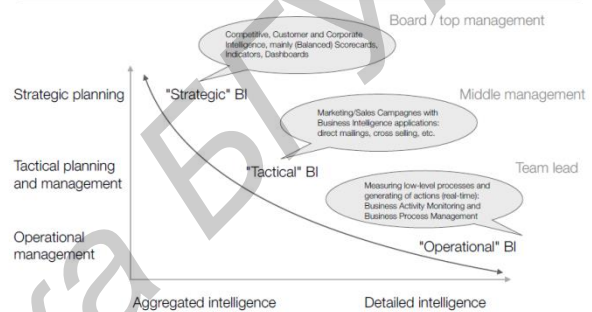 Board / top management
Competitive, Customer and Corporate
Intelligence, mainly (Balanced) Scorecards,
Indicators, Dashboards
Strategic planning
"Strategic" BI
Middle management
Marketing/Sales Campagnes with
Business Intelligence applications:
direct mailings, cross selling, etc.
Tactical planning
and management
"Tactical" BI
Team lead
Measuring low-level processes and
generating of actions (real-time):
Business Activity Monitoring and
Business Process Management
Operational
management
"Operational" BI
Aggregated intelligence
Detailed intelligence